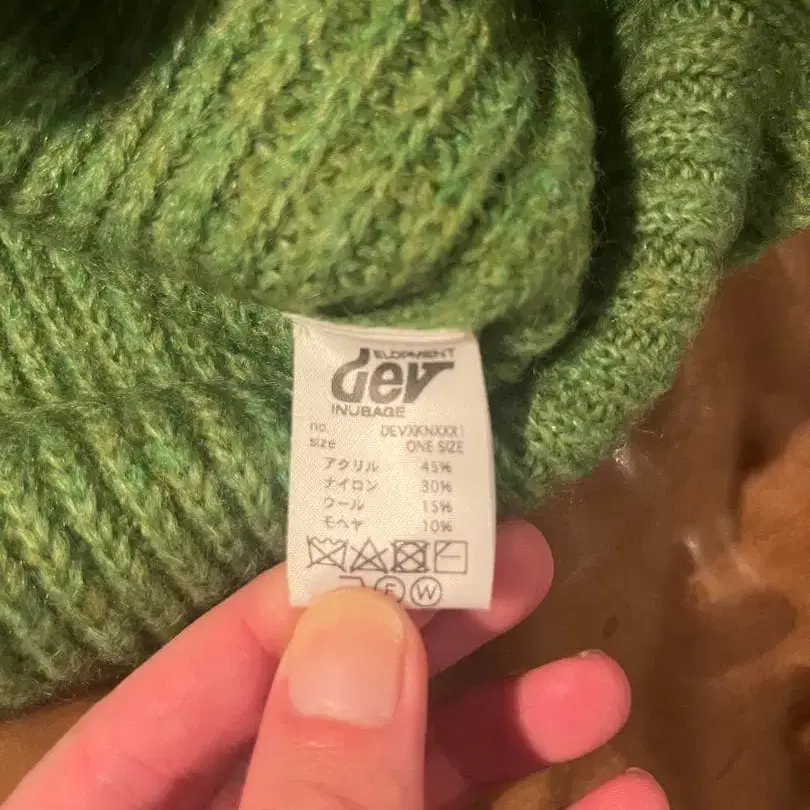 ELOPMENT
dev
INUBAGE
no. DEVXKNXXX1
size ONE SIZE
アクリル 45%
ナイロン 30%
ウール 15%
モヘヤ 10%
F W